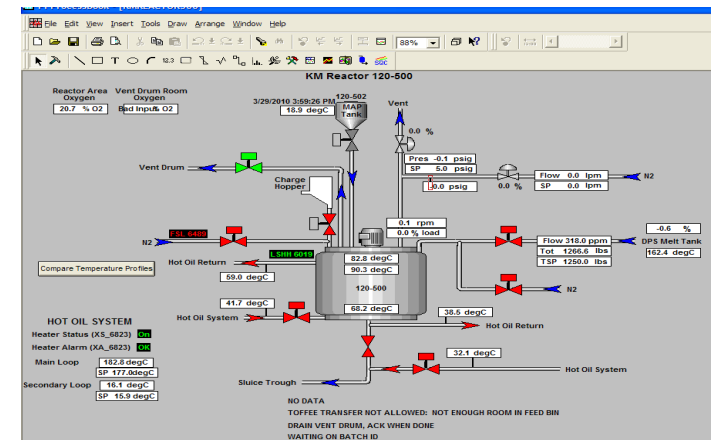 File Edit View Insert Tools Draw Arrange Window Help
88%
T
12.3
SQC
KM Reactor 120-500
Reactor Area Oxygen
20.7 % O2
Vent Drum Room Oxygen
Bad Input% O2
3/29/2010 3:59:26 PM
18.9 degC
120-502
MAP Tank
Vent
0.0 %
Pres -0.1 psig
SP 5.0 psig
0.0 psig
0.0 %
Flow 0.0 lpm
SP 0.0 lpm
N2
Vent Drum
Charge Hopper
FSL 6489
N2
0.1 rpm
0.0 % load
-0.6 %
DPS Melt Tank
162.4 degC
Flow 318.0 ppm
Tot 1266.6 lbs
TSP 1250.0 lbs
LSHH 6019
Hot Oil Return
59.0 degC
82.8 degC
90.3 degC
120-500
68.2 degC
N2
Compare Temperature Profiles
41.7 degC
Hot Oil System
38.5 degC
Hot Oil Return
HOT OIL SYSTEM
Heater Status (XS_6823) On
Heater Alarm (XA_6823) OK
Main Loop 182.8 degC
SP 177.0degC
Secondary Loop 16.1 degC
SP 15.9 degC
32.1 degC
Hot Oil System
Sluice Trough
NO DATA
TOFFEE TRANSFER NOT ALLOWED: NOT ENOUGH ROOM IN FEED BIN
DRAIN VENT DRUM, ACK WHEN DONE
WAITING ON BATCH ID